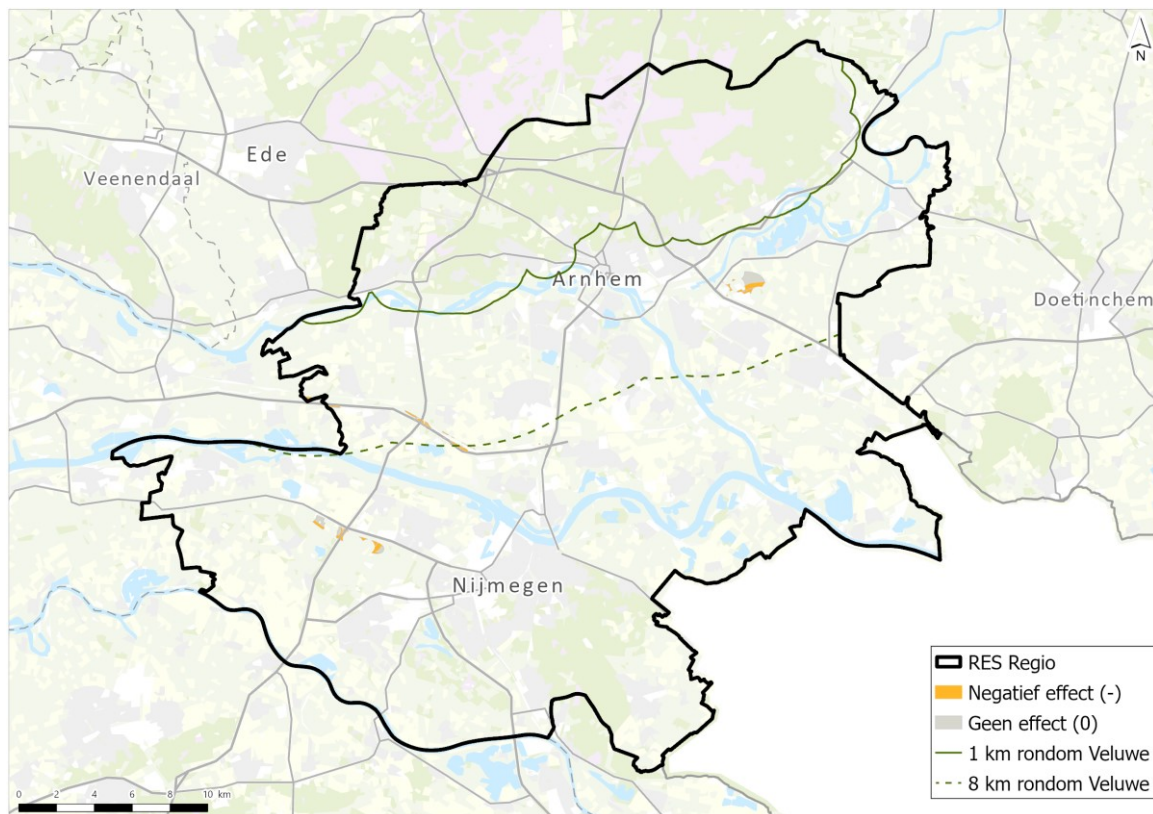 N
Ede
Veenendaal
Arnhem
Doetinchem
Nijmegen
RES Regio
Negatief effect (-)
Geen effect (0)
1 km rondom Veluwe
8 km rondom Veluwe
0 2 4 6 8 10 km